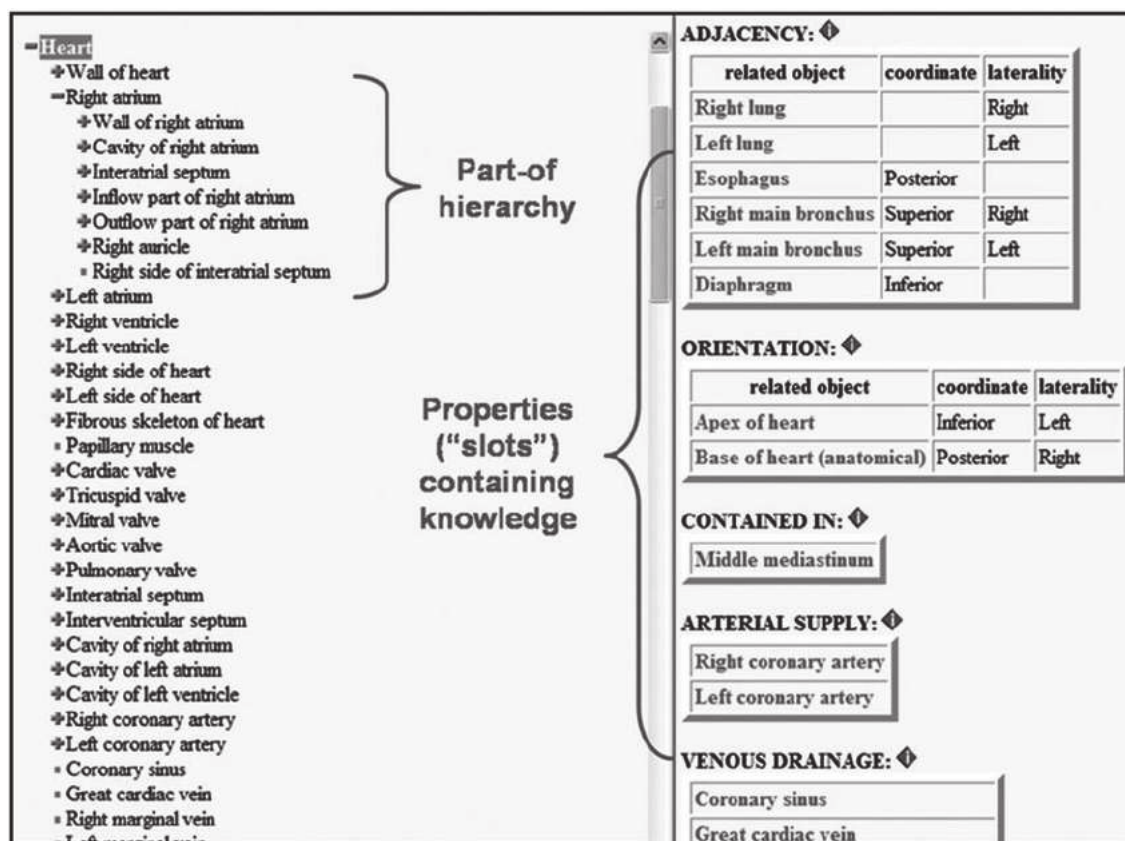 Heart
Wall of heart
Right atrium
Wall of right atrium
Cavity of right atrium
Interatrial septum
Inflow part of right atrium
Outflow part of right atrium
Right auricle
Right side of interatrial septum
Left atrium
Right ventricle
Left ventricle
Right side of heart
Left side of heart
Fibrous skeleton of heart
Papillary muscle
Cardiac valve
Tricuspid valve
Mitral valve
Aortic valve
Pulmonary valve
Interatrial septum
Interventricular septum
Cavity of right atrium
Cavity of left atrium
Cavity of left ventricle
Right coronary artery
Left coronary artery
Coronary sinus
Great cardiac vein
Right marginal vein
Left marginal vein
Part-of
hierarchy
Properties
(“slots”)
containing
knowledge
ADJACENCY:
related object coordinate laterality
Right lung Right
Left lung Left
Esophagus Posterior
Right main bronchus Superior Right
Left main bronchus Superior Left
Diaphragm Inferior
ORIENTATION:
related object coordinate laterality
Apex of heart Inferior Left
Base of heart (anatomical) Posterior Right
CONTAINED IN:
Middle mediastinum
ARTERIAL SUPPLY:
Right coronary artery
Left coronary artery
VENOUS DRAINAGE:
Coronary sinus
Great cardiac vein